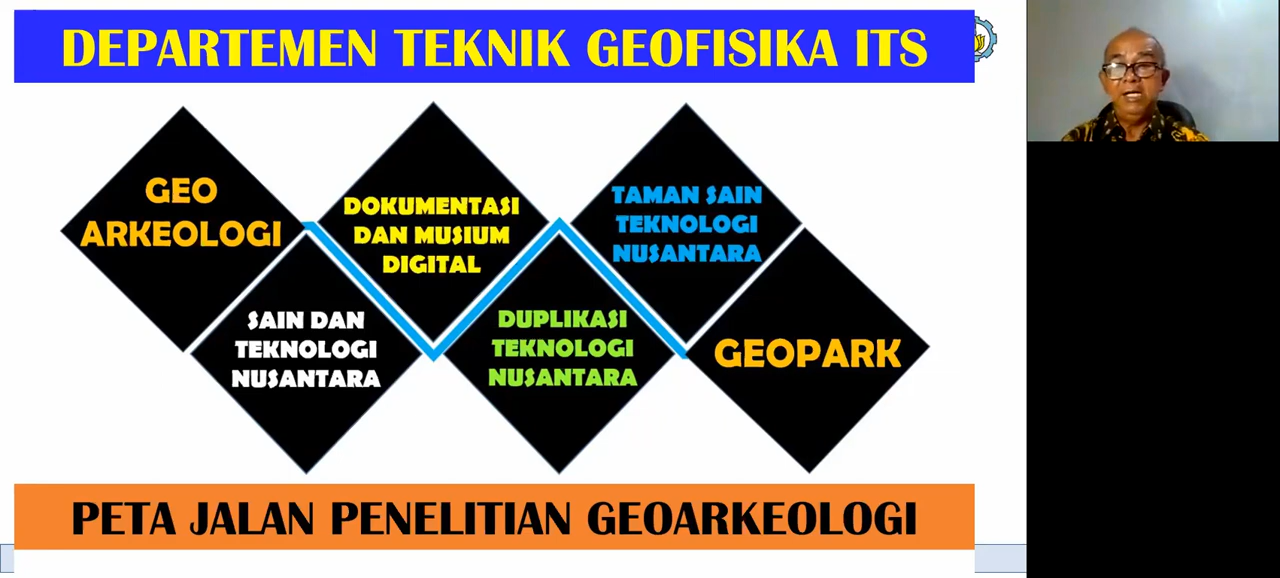 DEPARTEMEN TEKNIK GEOFISIKA ITS
GEO
ARKEOLOGI
SAIN DAN
TEKNOLOGI
NUSANTARA
DOKUMENTASI
DAN MUSIUM
DIGITAL
DUPLIKASI
TEKNOLOGI
NUSANTARA
TAMAN SAIN
TEKNOLOGI
NUSANTARA
GEOPARK
PETA JALAN PENELITIAN GEOARKEOLOGI